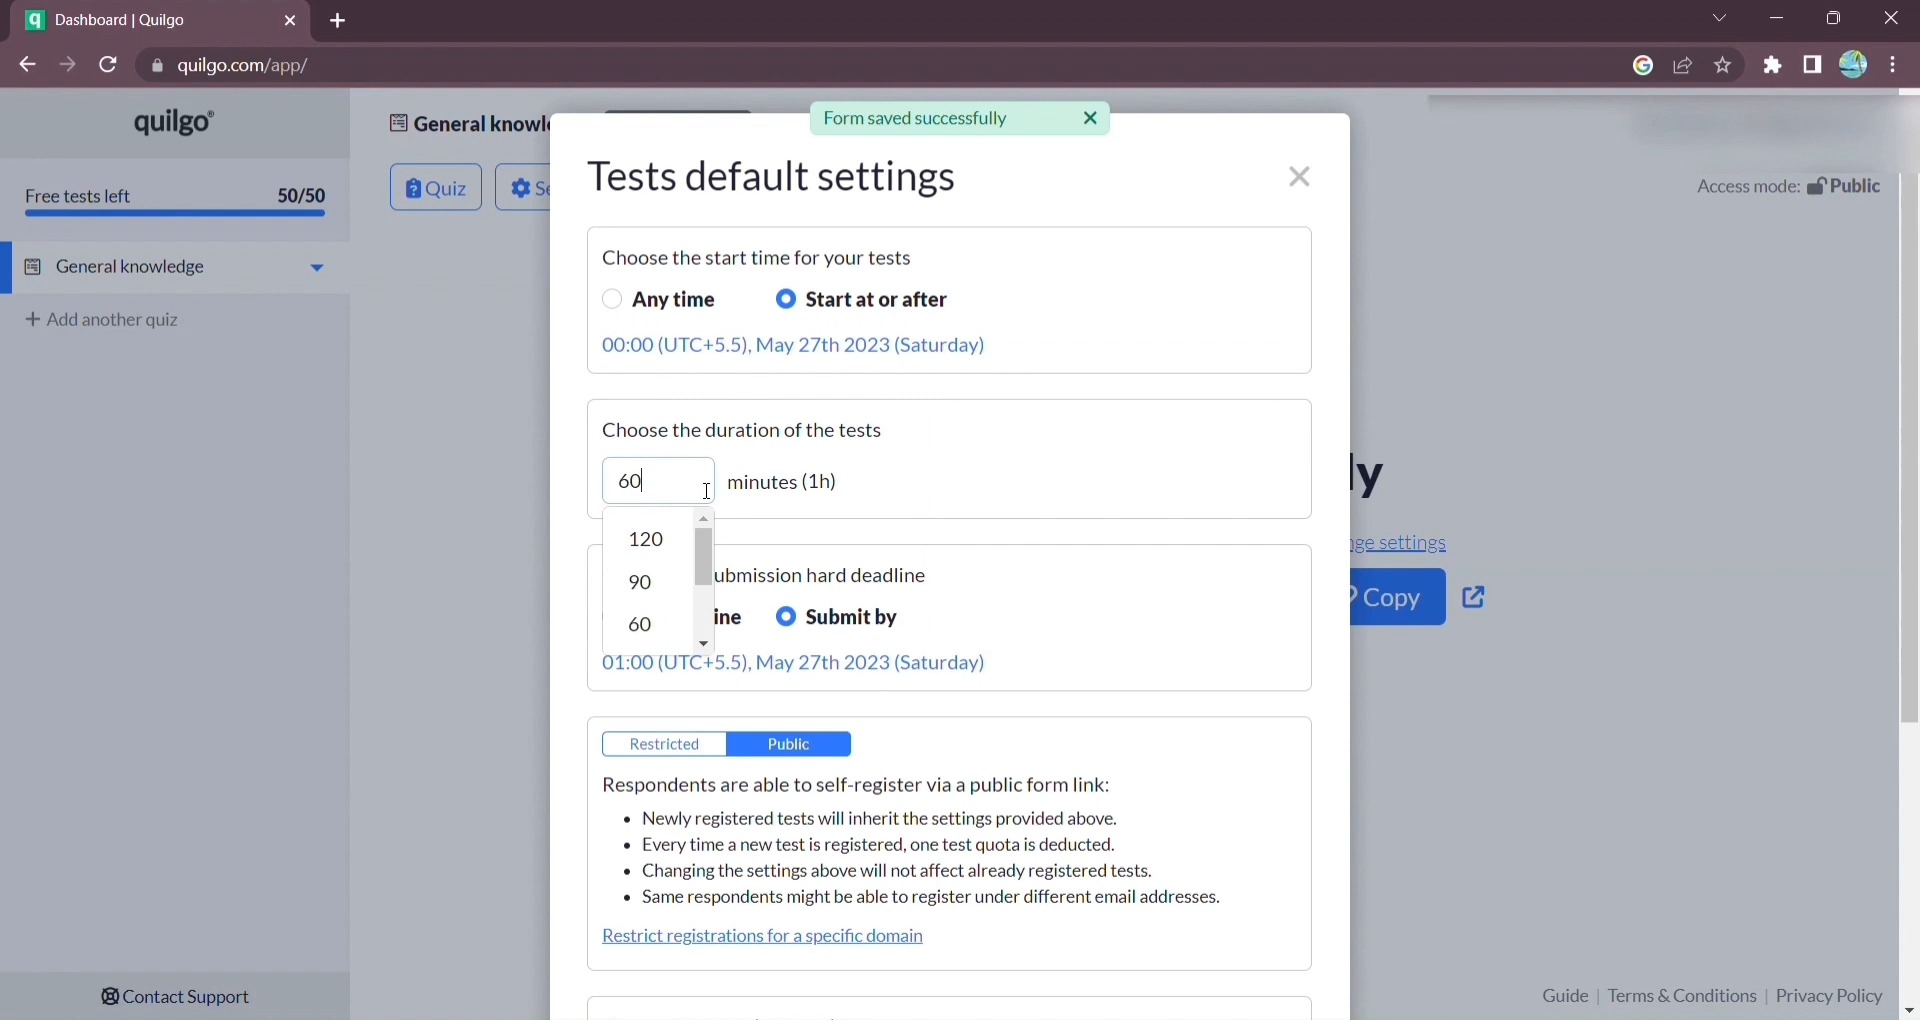 Dashboard | Quilgo
quilgo.com/app/
quilgo®
Free tests left 50/50
General knowledge
+ Add another quiz
Contact Support
General knowl
Quiz
Se
Access mode: Public
Form saved successfully
Tests default settings
Choose the start time for your tests
Any time Start at or after
00:00 (UTC+5.5), May 27th 2023 (Saturday)
Choose the duration of the tests
60 minutes (1h)
120
90
60
ubmission hard deadline
ine Submit by
01:00 (UTC+5.5), May 27th 2023 (Saturday)
Restricted Public
Respondents are able to self-register via a public form link:
• Newly registered tests will inherit the settings provided above.
• Every time a new test is registered, one test quota is deducted.
• Changing the settings above will not affect already registered tests.
• Same respondents might be able to register under different email addresses.
Restrict registrations for a specific domain
ly
nge settings
Copy
Guide | Terms & Conditions | Privacy Policy